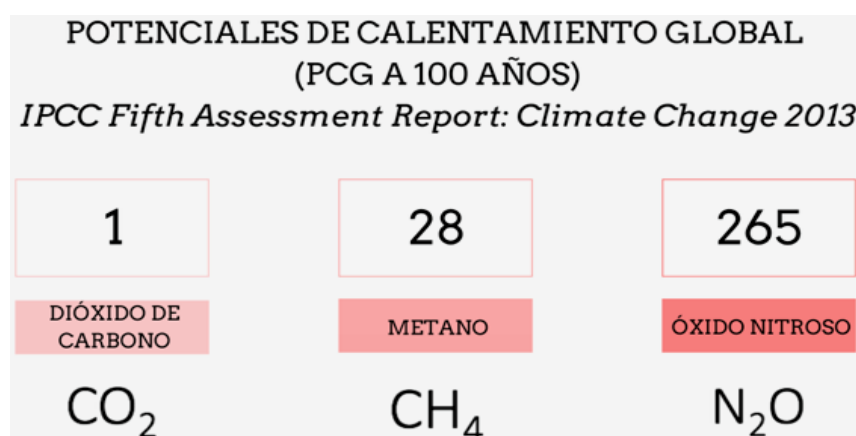 POTENCIALES DE CALENTAMIENTO GLOBAL
(PCG A 100 AÑOS)
IPCC Fifth Assessment Report: Climate Change 2013
1
28
265
DIÓXIDO DE
CARBONO
METANO
ÓXIDO NITROSO
CO₂
CH₄
N₂O